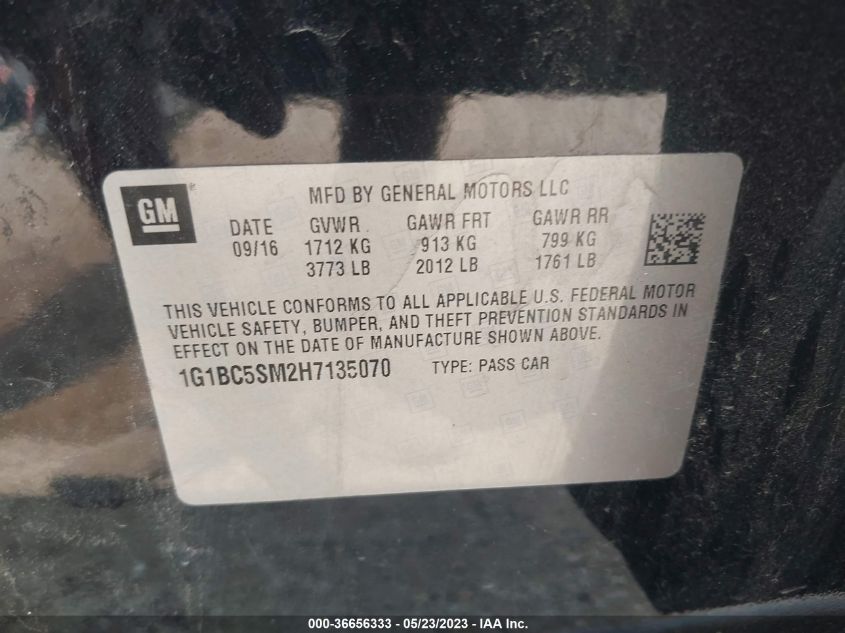 GM
MFD BY GENERAL MOTORS LLC
DATE GVWR GAWR FRT GAWR RR
09/16 1712 KG 913 KG 799 KG
3773 LB 2012 LB 1761 LB
THIS VEHICLE CONFORMS TO ALL APPLICABLE U.S. FEDERAL MOTOR
VEHICLE SAFETY, BUMPER, AND THEFT PREVENTION STANDARDS IN
EFFECT ON THE DATE OF MANUFACTURE SHOWN ABOVE.
1G1BC5SM2H7135070 TYPE: PASS CAR
000-36656333 - 05/23/2023 - IAA Inc.